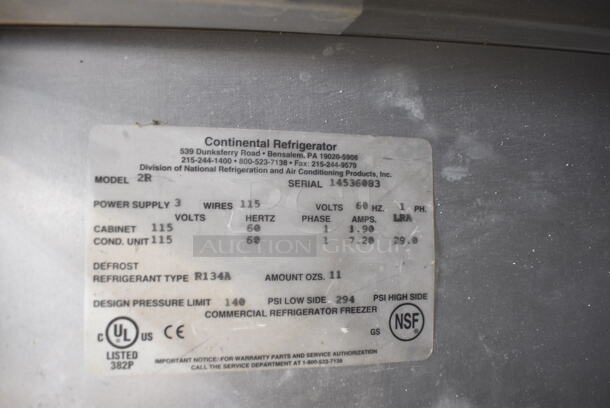 Continental Refrigerator
539 Dunksferry Road • Bensalem, PA 19020-5908
215-244-1400 • 800-523-7138 • Fax: 215-244-9579
Division of National Refrigeration and Air Conditioning Products, Inc.
MODEL 2R SERIAL 14536083
POWER SUPPLY 3 WIRES 115 VOLTS 60 HZ. 1 PH.
VOLTS HERTZ PHASE AMPS. LRA
CABINET 115 60 1 1.90
COND. UNIT 115 60 1 7.20 29.0
DEFROST
REFRIGERANT TYPE R134A AMOUNT OZS. 11
DESIGN PRESSURE LIMIT 140 PSI LOW SIDE 294 PSI HIGH SIDE
COMMERCIAL REFRIGERATOR FREEZER
C UL US CE
LISTED
382P
GS NSF
IMPORTANT NOTICE: FOR WARRANTY PARTS AND SERVICE AUTHORIZATION
CALL THE SERVICE DEPARTMENT AT 1-800-523-7138
AUCTION GROUP